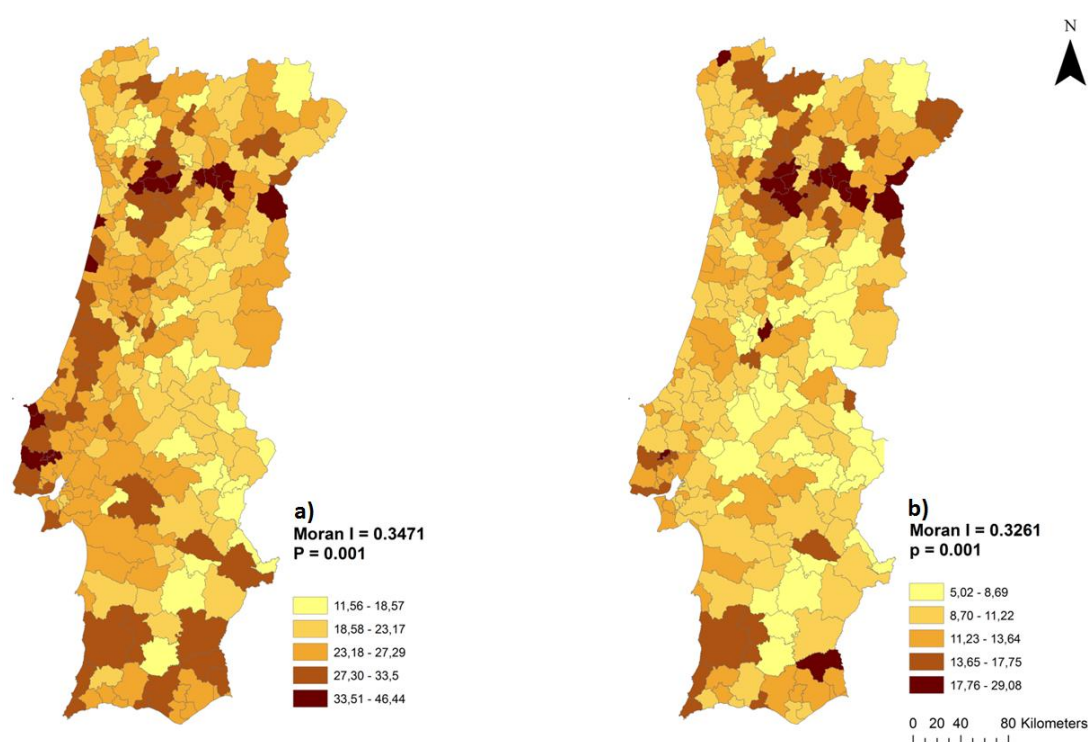 N
a)
Moran I = 0.3471
P = 0.001
11,56 - 18,57
18,58 - 23,17
23,18 - 27,29
27,30 - 33,5
33,51 - 46,44
b)
Moran I = 0.3261
p = 0.001
5,02 - 8,69
8,70 - 11,22
11,23 - 13,64
13,65 - 17,75
17,76 - 29,08
0 20 40 80 Kilometers